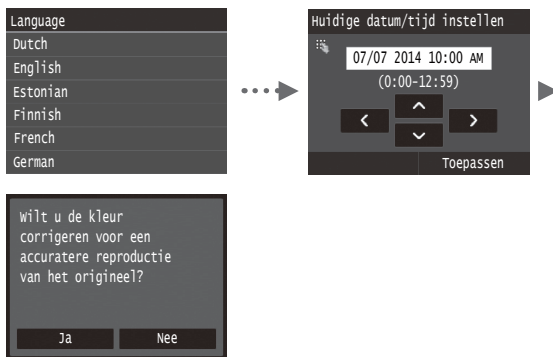 Language
Dutch
English
Estonian
Finnish
French
German
Huidige datum/tijd instellen
07/07 2014 10:00 AM
(0:00-12:59)
Toepassen
Wilt u de kleur
corrigeren voor een
accuratere reproductie
van het origineel?
Ja Nee